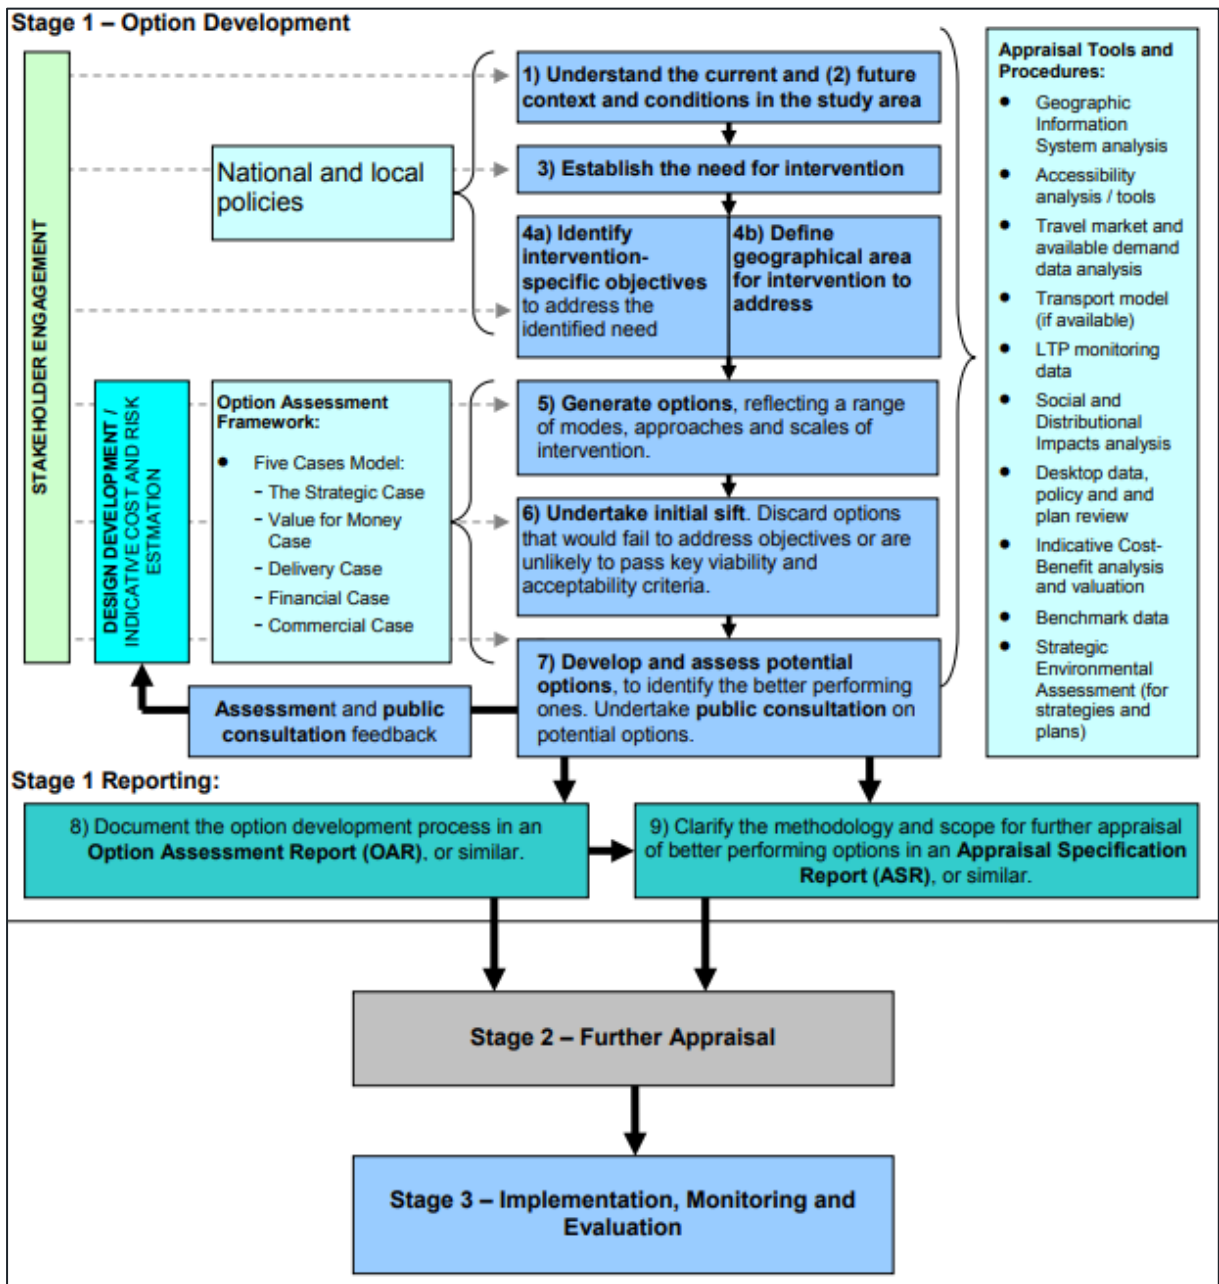 Stage 1 – Option Development
STAKEHOLDER ENGAGEMENT
National and local
policies
1) Understand the current and (2) future
context and conditions in the study area
3) Establish the need for intervention
4a) Identify
intervention-
specific objectives
to address the
identified need
4b) Define
geographical area
for intervention to
address
DESIGN DEVELOPMENT /
INDICATIVE COST AND RISK
ESTMATION
Option Assessment
Framework:
● Five Cases Model:
- The Strategic Case
- Value for Money
Case
- Delivery Case
- Financial Case
- Commercial Case
5) Generate options, reflecting a range
of modes, approaches and scales of
intervention.
6) Undertake initial sift. Discard options
that would fail to address objectives or are
unlikely to pass key viability and
acceptability criteria.
7) Develop and assess potential
options, to identify the better performing
ones. Undertake public consultation on
potential options.
Assessment and public
consultation feedback
Appraisal Tools and
Procedures:
● Geographic
Information
System analysis
● Accessibility
analysis / tools
● Travel market and
available demand
data analysis
● Transport model
(if available)
● LTP monitoring
data
● Social and
Distributional
Impacts analysis
● Desktop data,
policy and and
plan review
● Indicative Cost-
Benefit analysis
and valuation
● Benchmark data
● Strategic
Environmental
Assessment (for
strategies and
plans)
Stage 1 Reporting:
8) Document the option development process in an
Option Assessment Report (OAR), or similar.
9) Clarify the methodology and scope for further appraisal
of better performing options in an Appraisal Specification
Report (ASR), or similar.
Stage 2 – Further Appraisal
Stage 3 – Implementation, Monitoring and
Evaluation